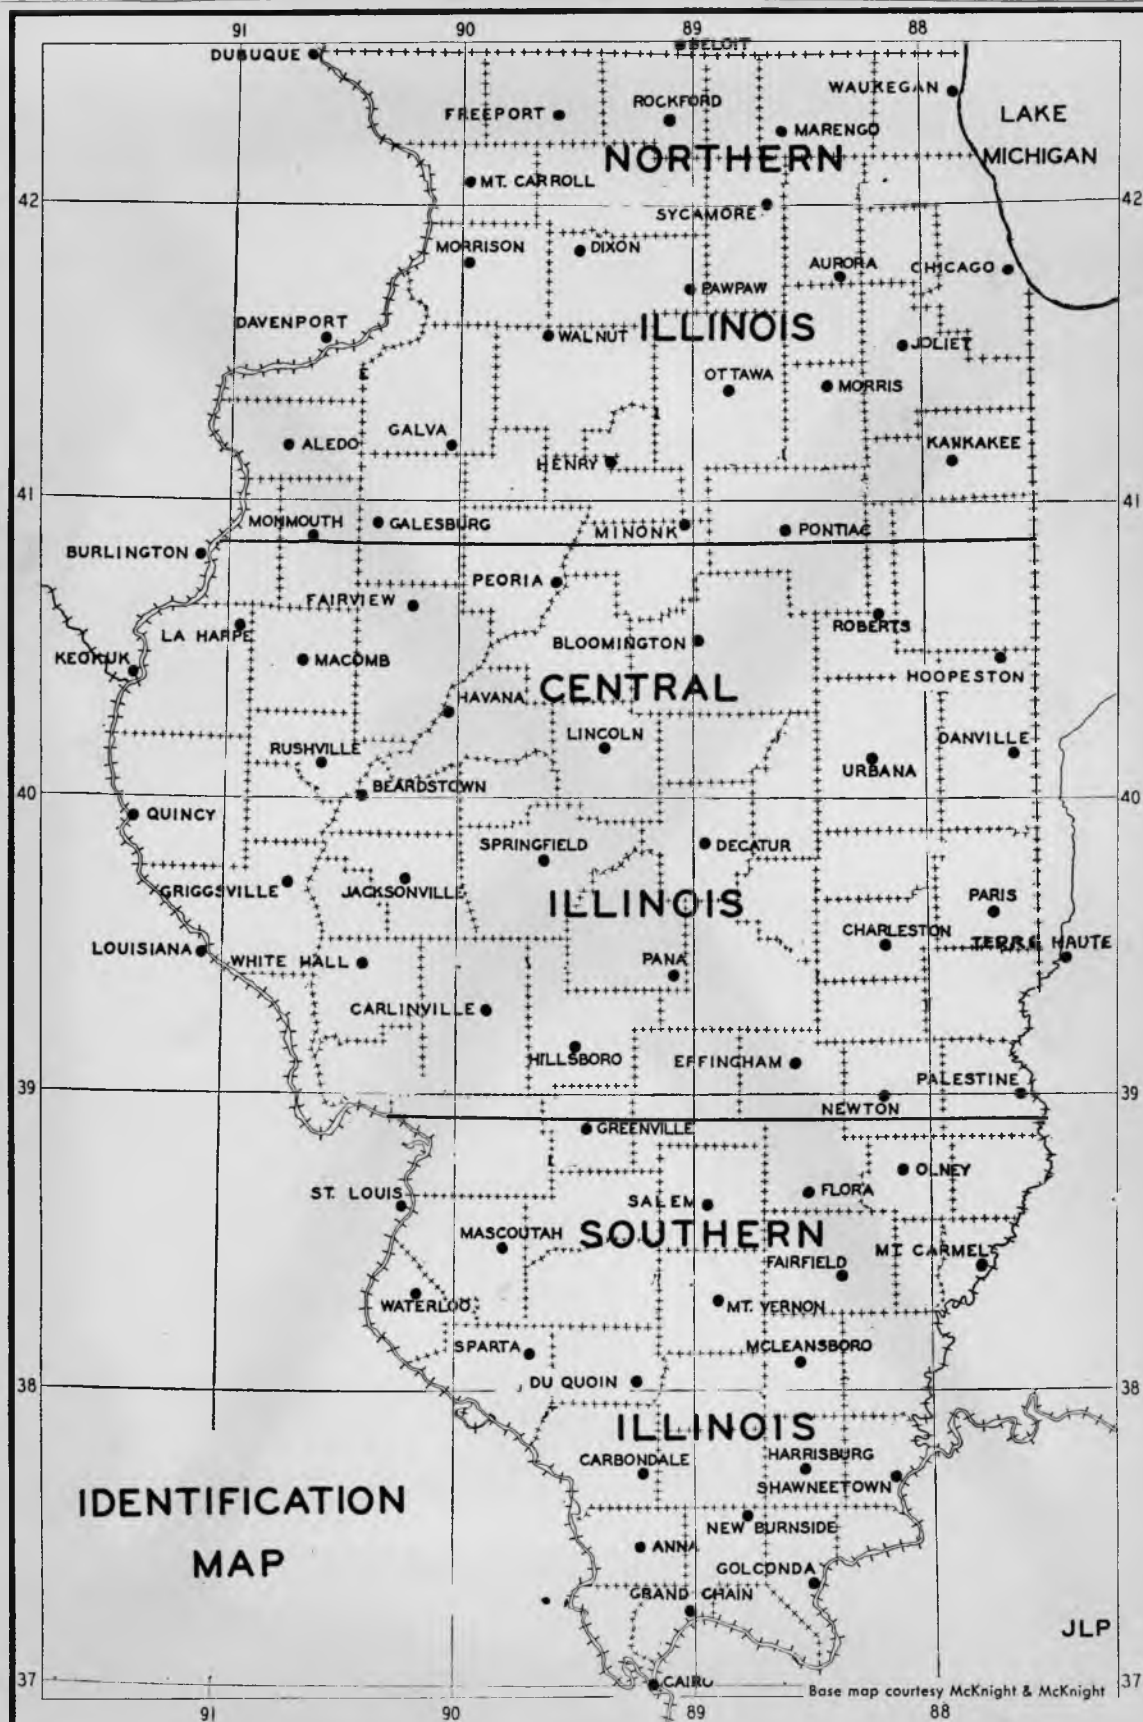 91 90 89 88
DUBUQUE
BELOIT
WAUKEGAN
FREEPORT
ROCKFORD
MARENGO
LAKE
MICHIGAN
NORTHERN
MT. CARROLL
42 42
SYCAMORE
MORRISON
DIXON
AURORA
CHICAGO
PAWPAW
DAVENPORT
ILLINOIS
WALNUT
JOLIET
OTTAWA
MORRIS
GALVA
ALEDO
KANKAKEE
HENRY
41 41
MONMOUTH
GALESBURG
MINONK
PONTIAC
BURLINGTON
PEORIA
FAIRVIEW
ROBERTS
LA HARPE
BLOOMINGTON
KEOKUK
MACOMB
HOOPESTON
CENTRAL
HAVANA
LINCOLN
DANVILLE
RUSHVILLE
URBANA
BEARDSTOWN
40 40
QUINCY
SPRINGFIELD
DECATUR
GRIGGSVILLE
JACKSONVILLE
PARIS
ILLINOIS
CHARLESTON
TERRE HAUTE
LOUISIANA
WHITE HALL
PANA
CARLINVILLE
HILLSBORO
EFFINGHAM
PALESTINE
39 39
NEWTON
GREENVILLE
OLNEY
ST. LOUIS
SALEM
FLORA
MASCOUTAH
SOUTHERN
MT. CARMEL
FAIRFIELD
WATERLOO
MT. VERNON
SPARTA
MCLEANSBORO
DU QUOIN
38 38
ILLINOIS
CARBONDALE
HARRISBURG
SHAWNEETOWN
IDENTIFICATION
MAP
NEW BURNSIDE
ANNA
GOLCONDA
GRAND CHAIN
JLP
37 37
CAIRO
Base map courtesy McKnight & McKnight
91 90 89 88